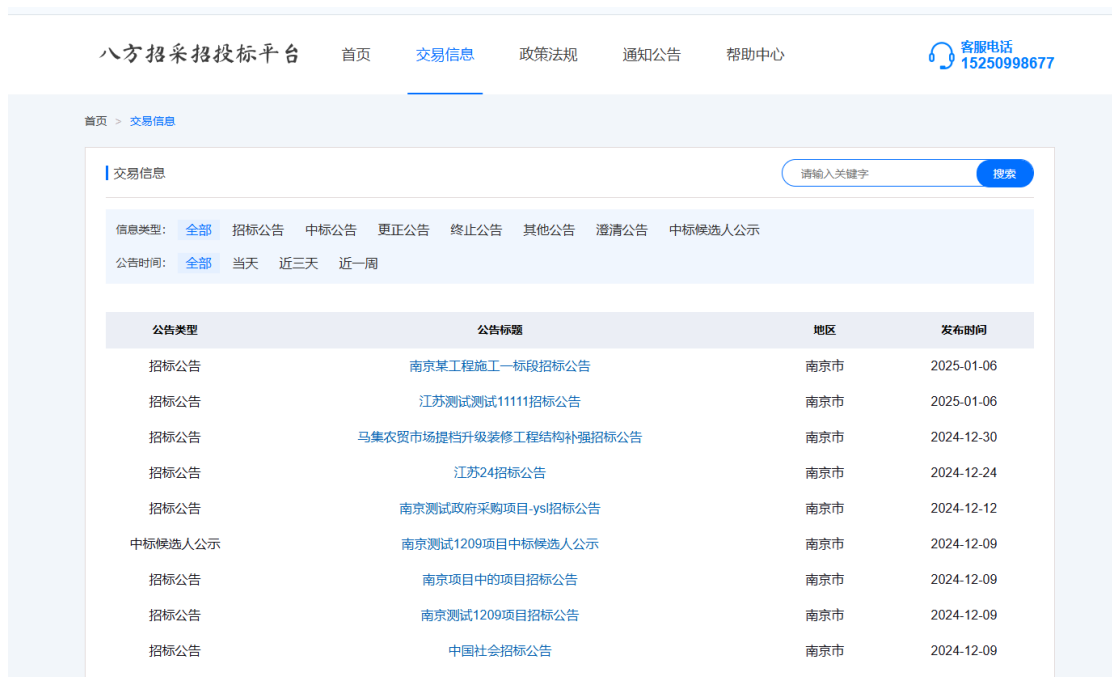 八方招采招投标平台 首页 交易信息 政策法规 通知公告 帮助中心 客服电话
15250998677
首页 > 交易信息
交易信息 请输入关键字 搜索
信息类型: 全部 招标公告 中标公告 更正公告 终止公告 其他公告 澄清公告 中标候选人公示
公告时间: 全部 当天 近三天 近一周
公告类型 公告标题 地区 发布时间
招标公告 南京某工程施工一标段招标公告 南京市 2025-01-06
招标公告 江苏测试测试11111招标公告 南京市 2025-01-06
招标公告 马集农贸市场提档升级装修工程结构补强招标公告 南京市 2024-12-30
招标公告 江苏24招标公告 南京市 2024-12-24
招标公告 南京测试政府采购项目-ysl招标公告 南京市 2024-12-12
中标候选人公示 南京测试1209项目中标候选人公示 南京市 2024-12-09
招标公告 南京项目中的项目招标公告 南京市 2024-12-09
招标公告 南京测试1209项目招标公告 南京市 2024-12-09
招标公告 中国社会招标公告 南京市 2024-12-09